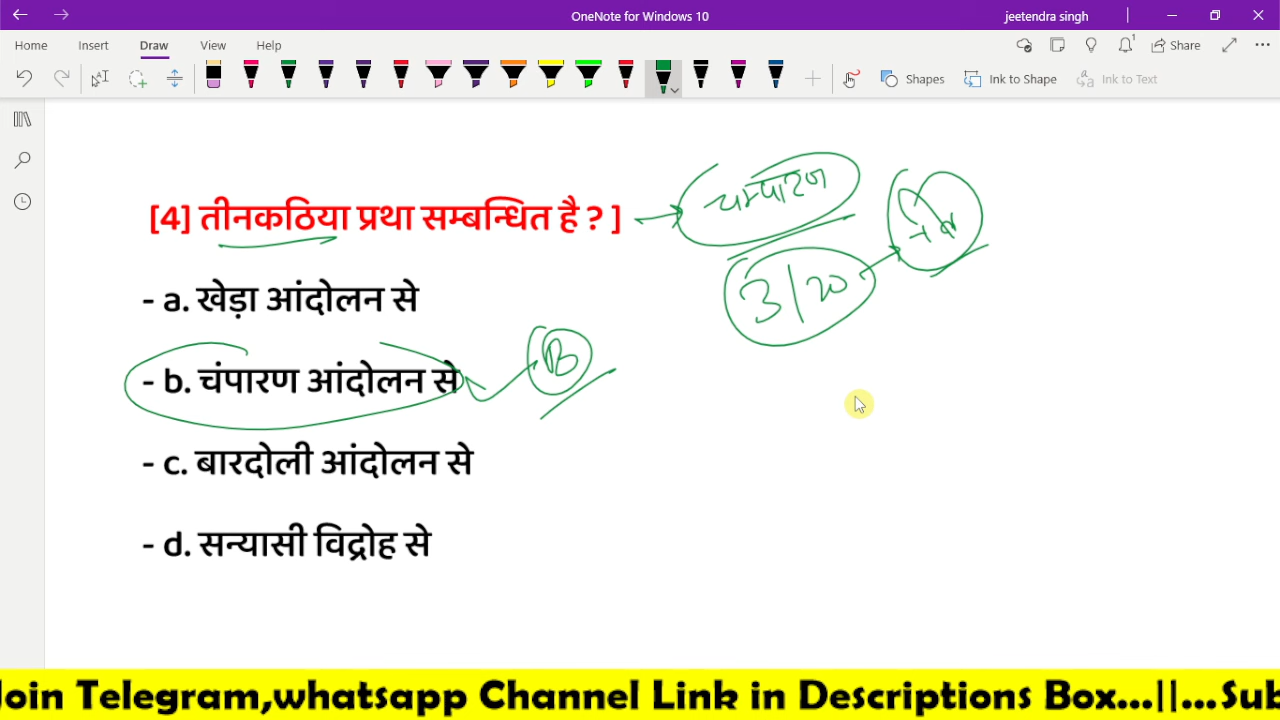 OneNote for Windows 10
jeetendra singh
Home Insert Draw View Help
Share
Shapes Ink to Shape Ink to Text
[4] तीनकठिया प्रथा सम्बन्धित है ? ]
चम्पारण
3/20
- a. खेड़ा आंदोलन से
B
- b. चंपारण आंदोलन से
- c. बारदोली आंदोलन से
- d. सन्यासी विद्रोह से
Join Telegram,whatsapp Channel Link in Descriptions Box...||...Sub